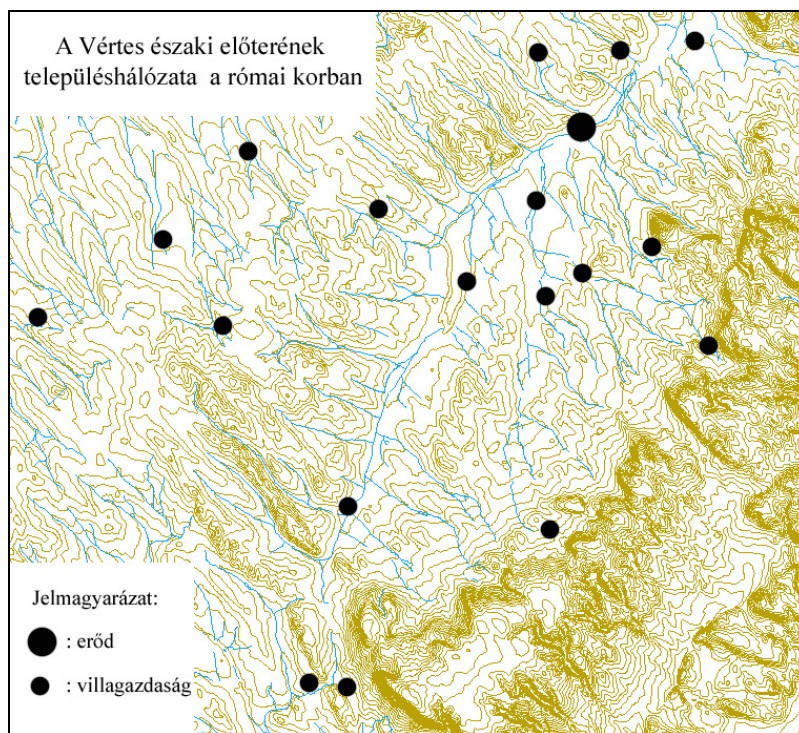 A Vértes északi előterének
településhálózata a római korban
Jelmagyarázat:
: erőd
: villagazdaság